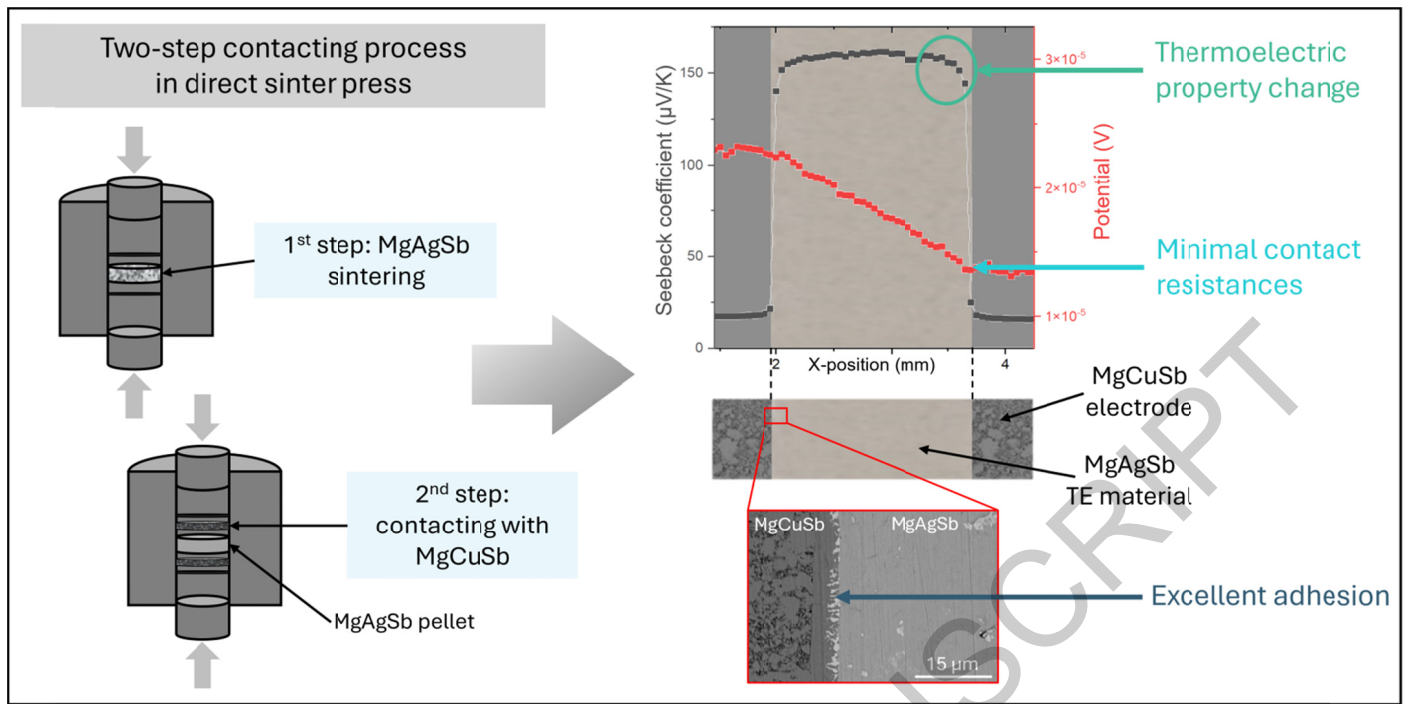 Two-step contacting process
in direct sinter press
1st step: MgAgSb
sintering
2nd step:
contacting with
MgCuSb
MgAgSb pellet
Seebeck coefficient (µV/K)
150
100
50
0
2
X-position (mm)
4
3×10-5
2×10-5
1×10-5
Potential (V)
Thermoelectric
property change
Minimal contact
resistances
MgCuSb
electrode
MgAgSb
TE material
MgCuSb
MgAgSb
15 µm
Excellent adhesion
SCRIPT